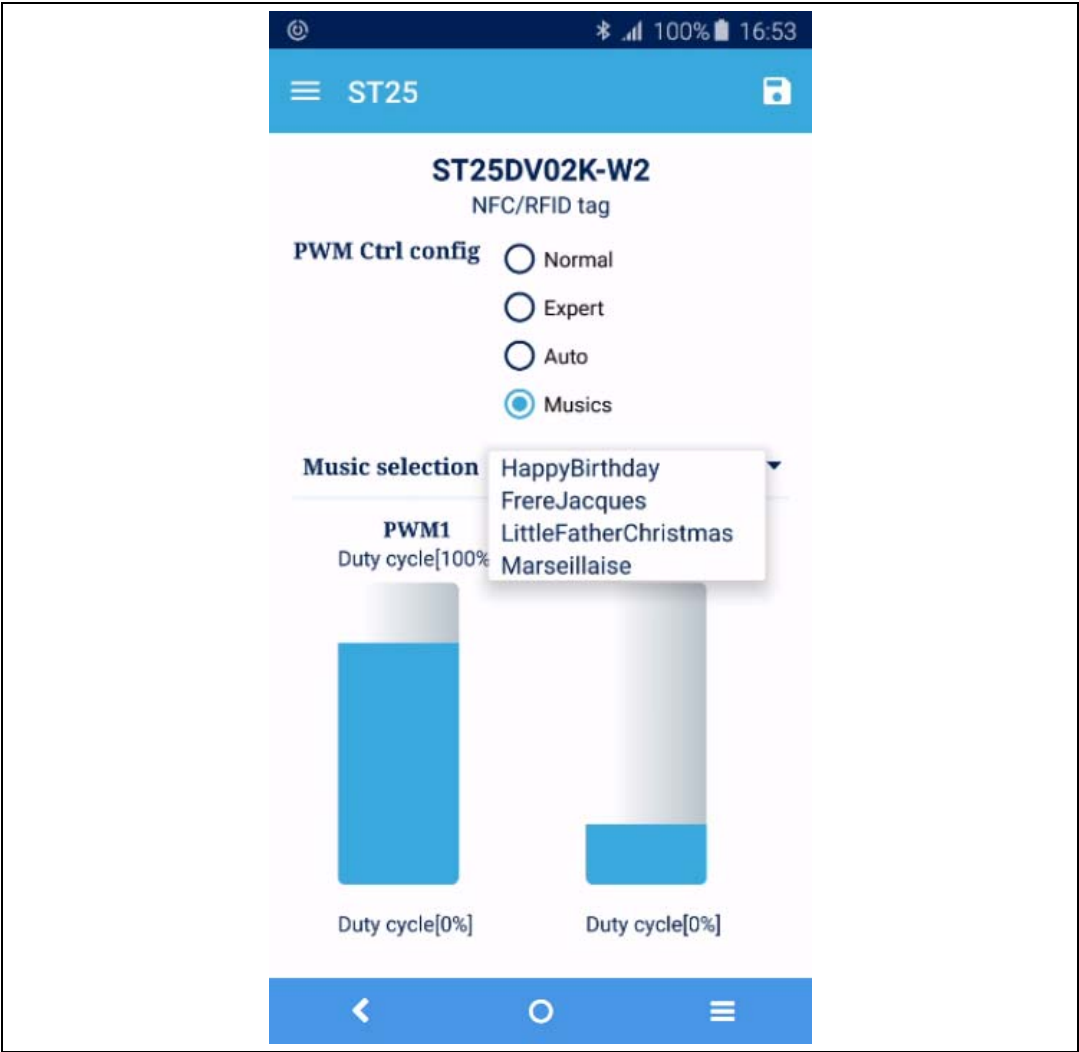 100% 16:53
ST25
ST25DV02K-W2
NFC/RFID tag
PWM Ctrl config
Normal
Expert
Auto
Musics
Music selection
HappyBirthday
FrereJacques
LittleFatherChristmas
Marseillaise
PWM1
Duty cycle[100%
Duty cycle[0%] Duty cycle[0%]